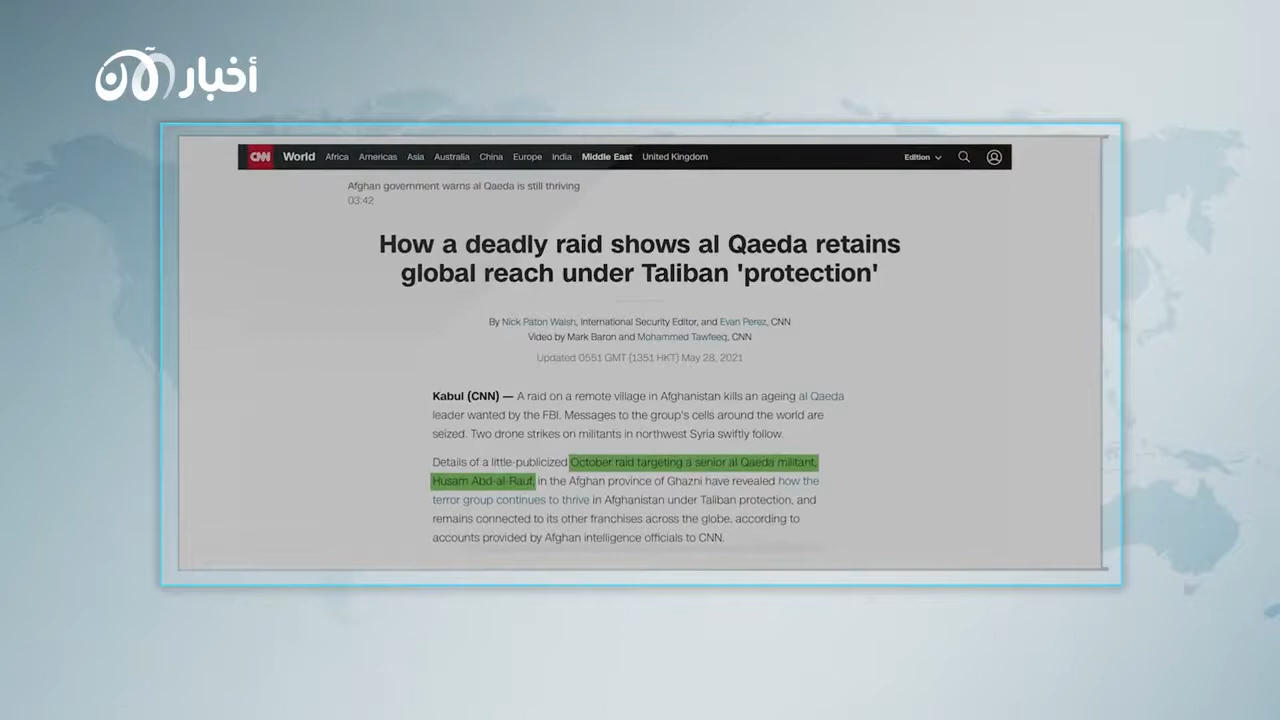 أخبار الآن
CNN World Africa Americas Asia Australia China Europe India Middle East United Kingdom Edition
Afghan government warns al Qaeda is still thriving
03:42
How a deadly raid shows al Qaeda retains
global reach under Taliban 'protection'
By Nick Paton Walsh, International Security Editor, and Evan Perez, CNN
Video by Mark Baron and Mohammed Tawfeeq, CNN
Updated 0551 GMT (1351 HKT) May 28, 2021
Kabul (CNN) — A raid on a remote village in Afghanistan kills an ageing al Qaeda
leader wanted by the FBI. Messages to the group's cells around the world are
seized. Two drone strikes on militants in northwest Syria swiftly follow.
Details of a little-publicized October raid targeting a senior al Qaeda militant,
Husam Abd-al-Rauf, in the Afghan province of Ghazni have revealed how the
terror group continues to thrive in Afghanistan under Taliban protection, and
remains connected to its other franchises across the globe, according to
accounts provided by Afghan intelligence officials to CNN.